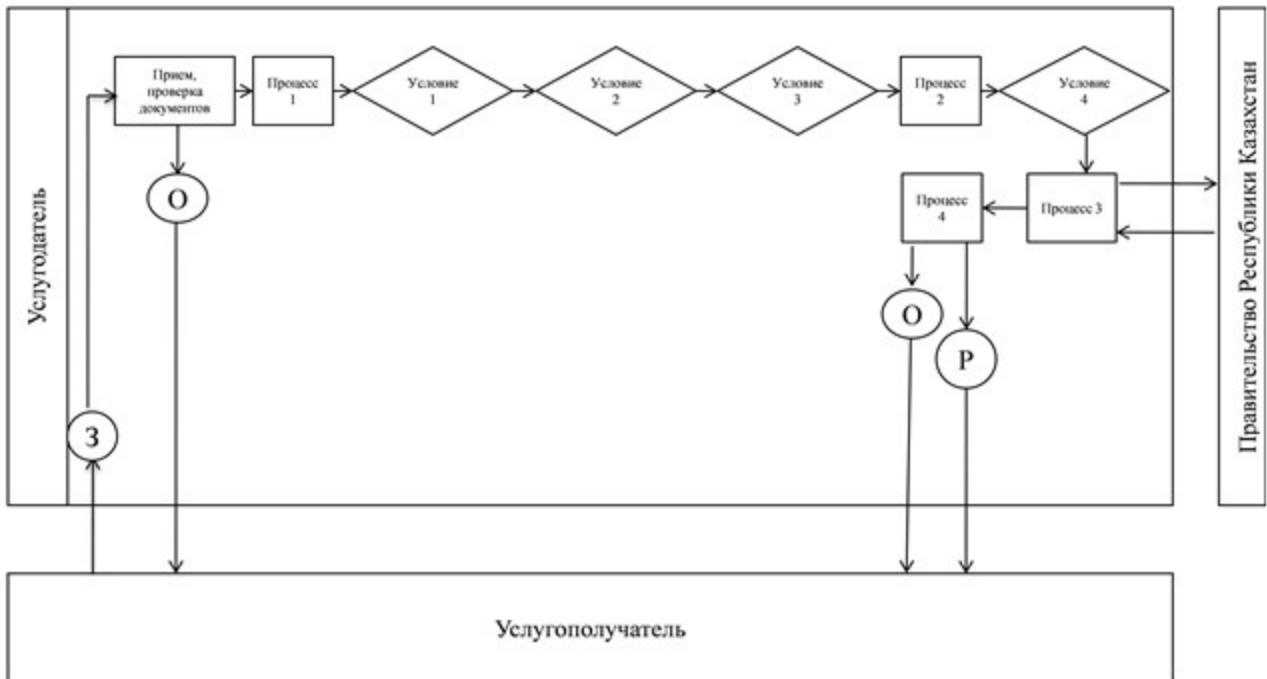 Услугодатель
Прием,
проверка
документов
Процесс
1
Условие
1
Условие
2
Условие
3
Процесс
2
Условие
4
О
Процесс
4
Процесс 3
О
Р
З
Правительство Республики Казахстан
Услугополучатель